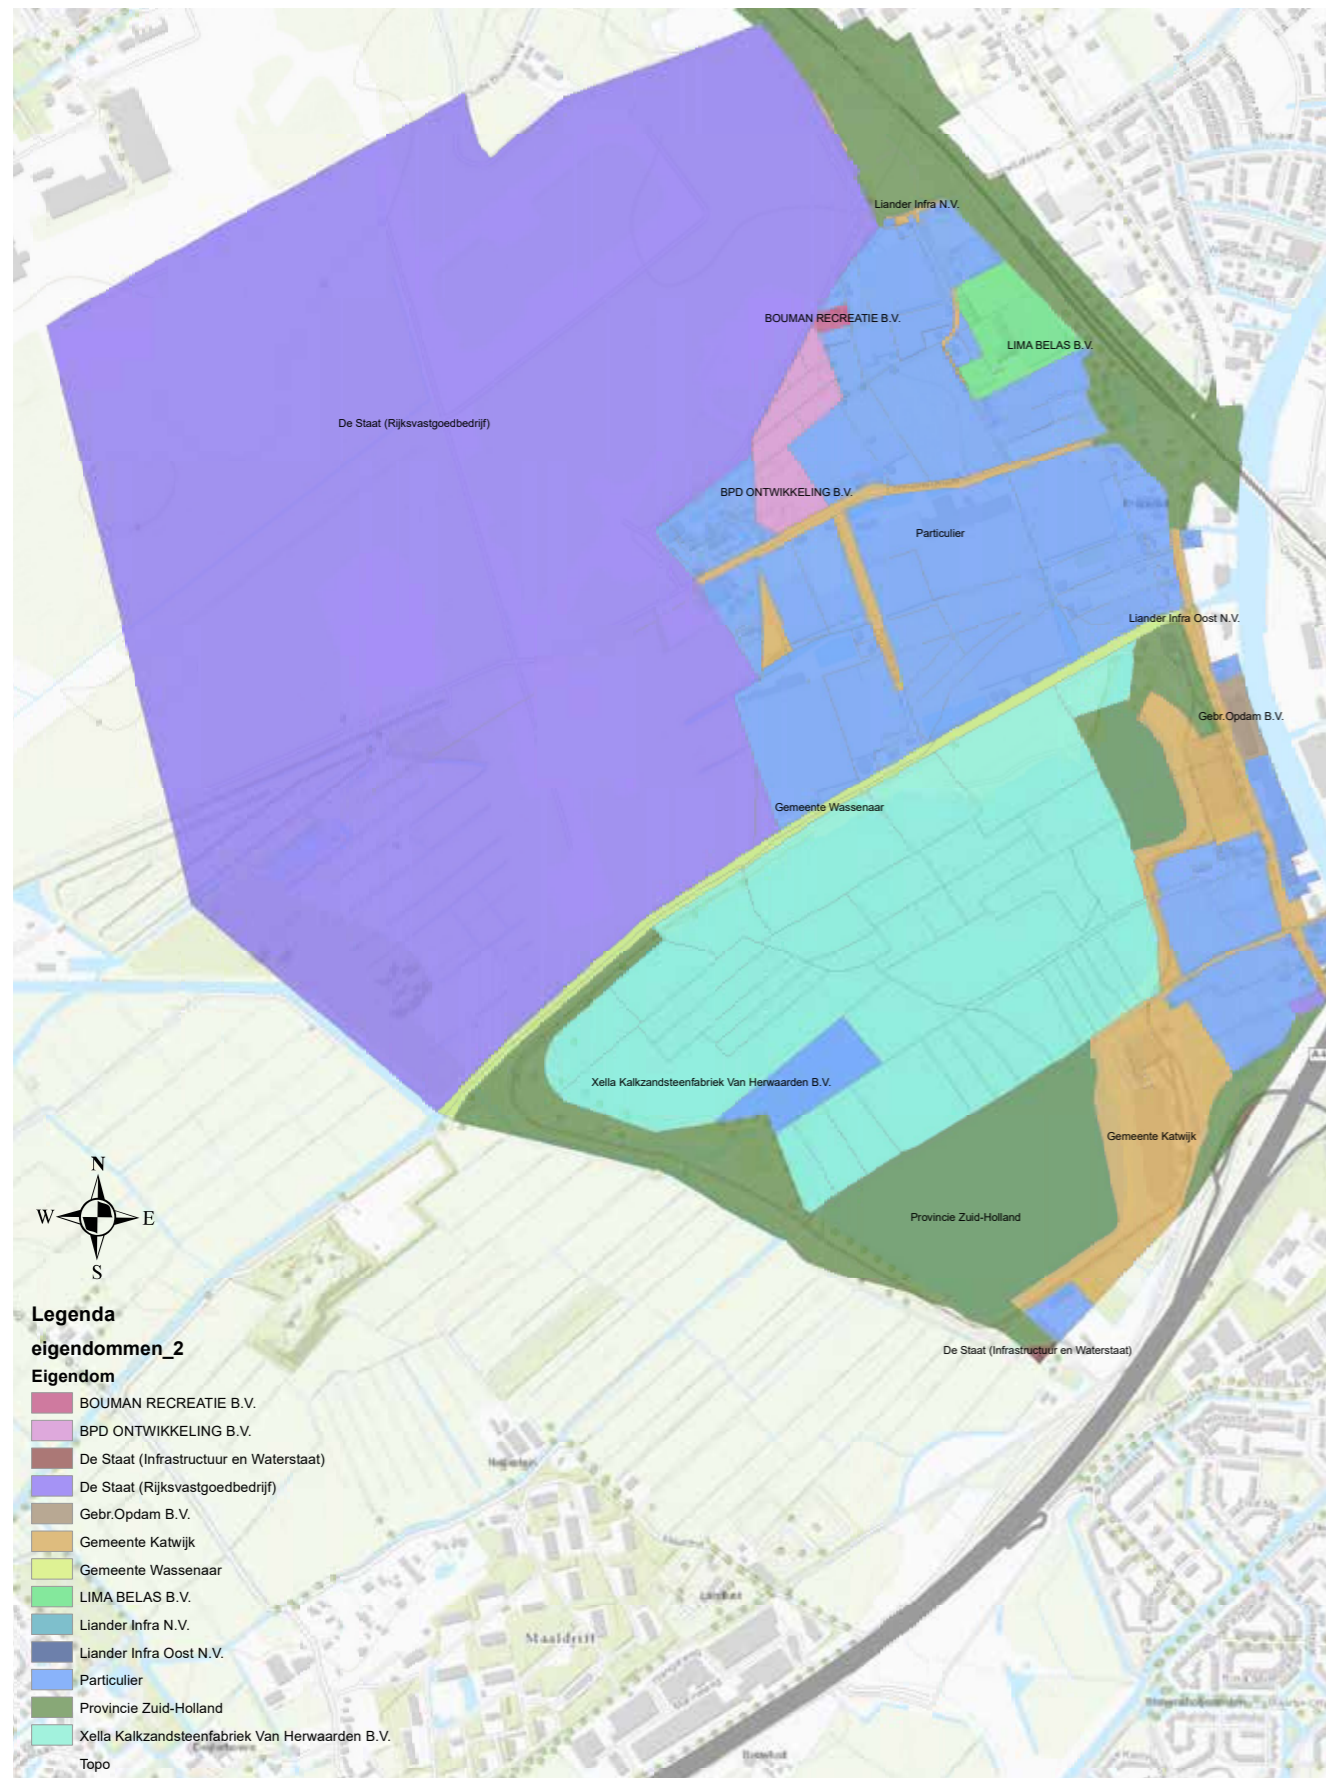 Liander Infra N.V.
BOUMAN RECREATIE B.V.
LIMA BELAS B.V.
De Staat (Rijksvastgoedbedrijf)
BPD ONTWIKKELING B.V.
Particulier
Liander Infra Oost N.V.
Gebr.Opdam B.V.
Gemeente Wassenaar
Xella Kalkzandsteenfabriek Van Herwaarden B.V.
Gemeente Katwijk
Provincie Zuid-Holland
De Staat (Infrastructuur en Waterstaat)
N
W
E
S
Legenda
eigendommen_2
Eigendom
BOUMAN RECREATIE B.V.
BPD ONTWIKKELING B.V.
De Staat (Infrastructuur en Waterstaat)
De Staat (Rijksvastgoedbedrijf)
Gebr.Opdam B.V.
Gemeente Katwijk
Gemeente Wassenaar
LIMA BELAS B.V.
Liander Infra N.V.
Liander Infra Oost N.V.
Particulier
Provincie Zuid-Holland
Xella Kalkzandsteenfabriek Van Herwaarden B.V.
Topo
Maaldrift